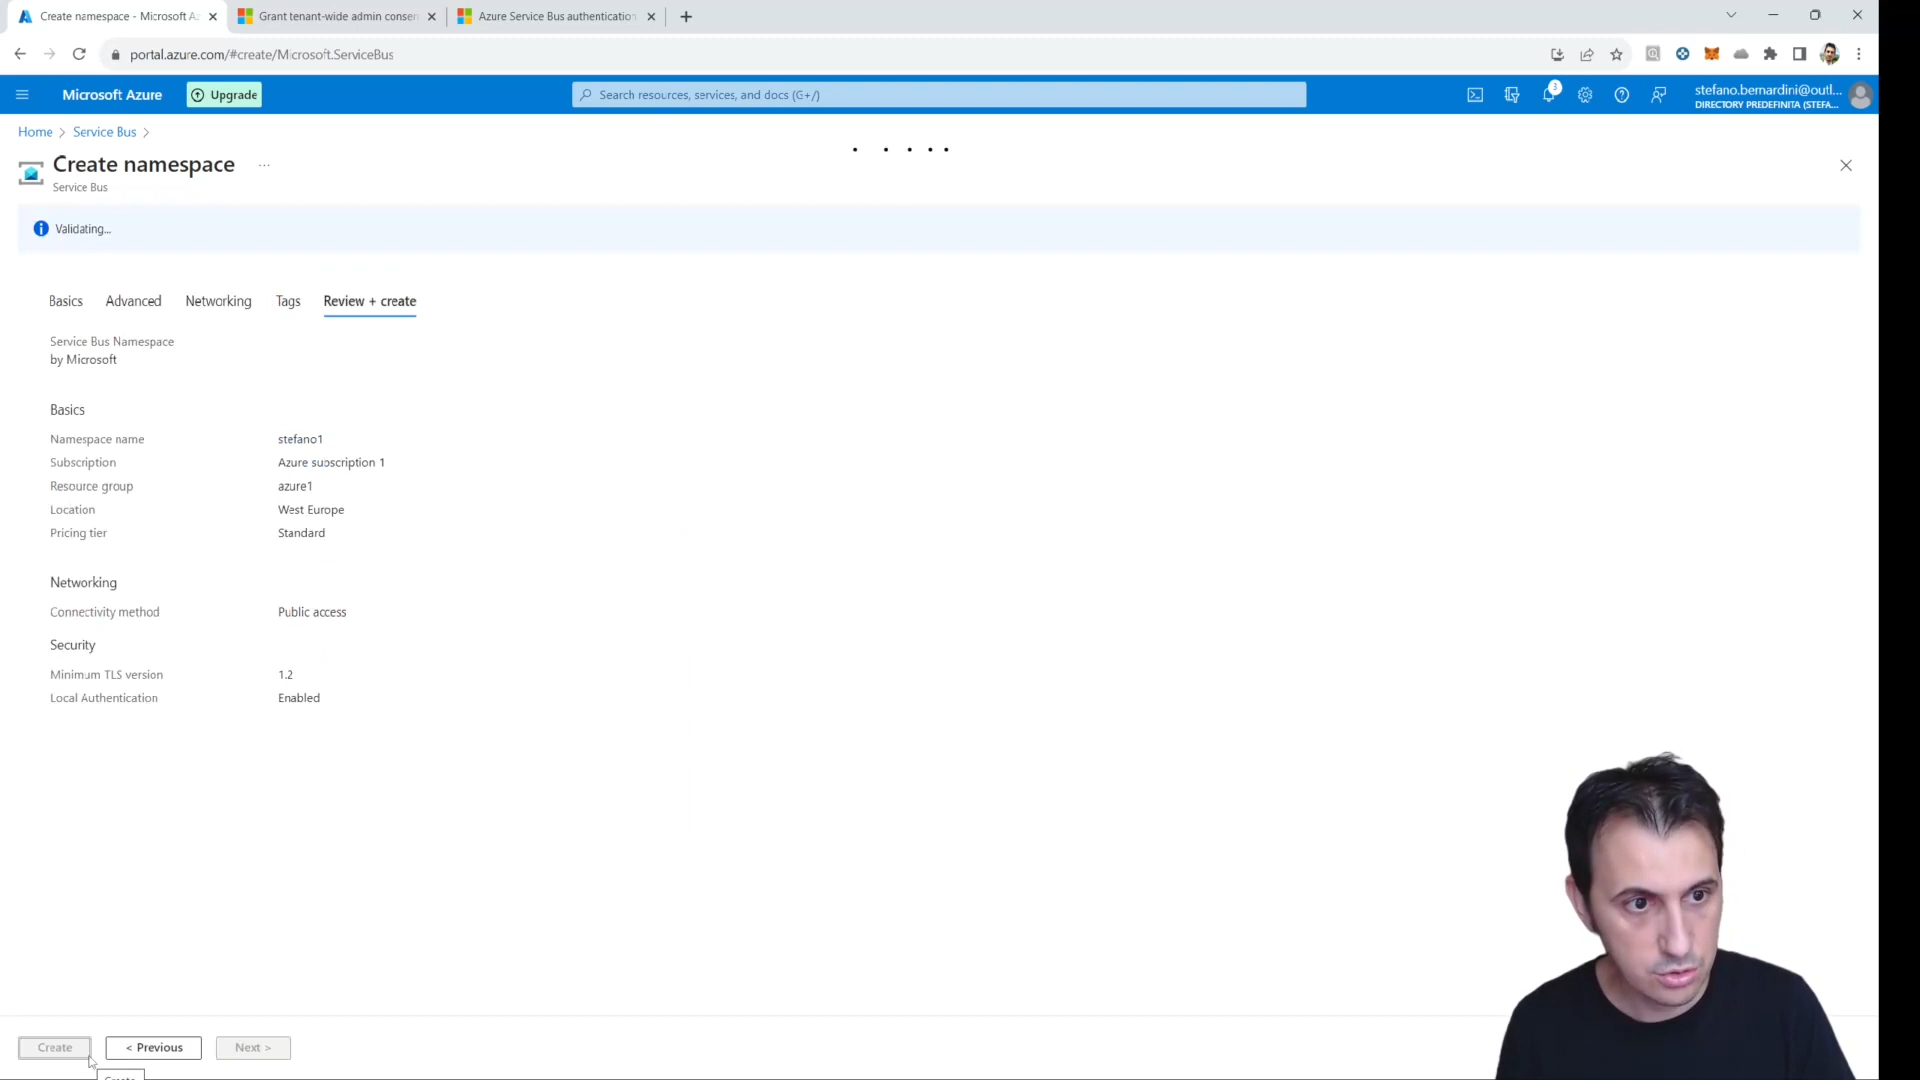 Create namespace - Microsoft Az
Grant tenant-wide admin consen
Azure Service Bus authentication
portal.azure.com/#create/Microsoft.ServiceBus
Microsoft Azure
Upgrade
Search resources, services, and docs (G+/)
3
stefano.bernardini@outl...
DIRECTORY PREDEFINITA (STEFA...
Home > Service Bus >
Create namespace ...
Service Bus
Validating...
Basics Advanced Networking Tags Review + create
Service Bus Namespace
by Microsoft
Basics
Namespace name stefano1
Subscription Azure subscription 1
Resource group azure1
Location West Europe
Pricing tier Standard
Networking
Connectivity method Public access
Security
Minimum TLS version 1.2
Local Authentication Enabled
Create < Previous Next >